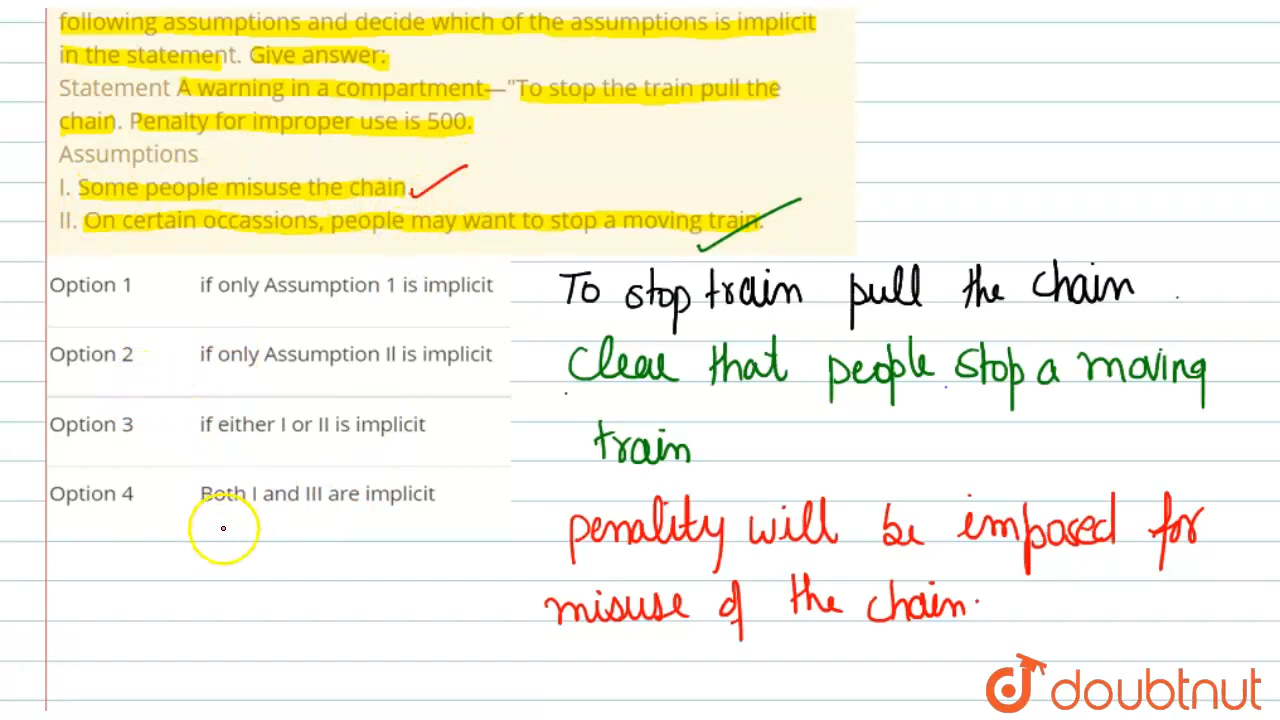 following assumptions and decide which of the assumptions is implicit
in the statement. Give answer:
Statement A warning in a compartment—"To stop the train pull the
chain. Penalty for improper use is 500.
Assumptions
I. Some people misuse the chain.
II. On certain occassions, people may want to stop a moving train.
Option 1 if only Assumption 1 is implicit
Option 2 if only Assumption II is implicit
Option 3 if either I or II is implicit
Option 4 Both I and III are implicit
To stop train pull the chain
Clear that people stop a moving
train
penality will be imposed for
misuse of the chain.
doubtnut